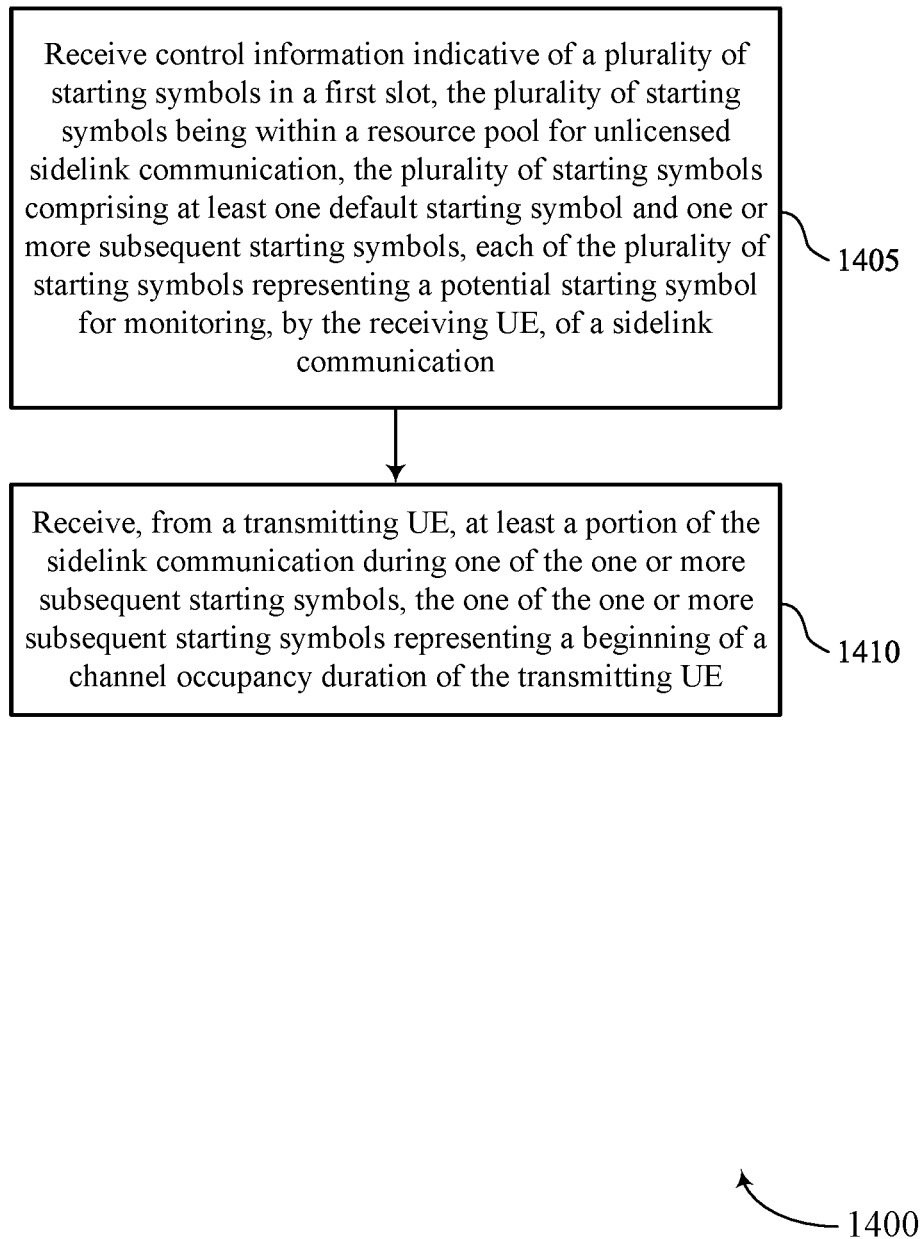 Receive control information indicative of a plurality of
starting symbols in a first slot, the plurality of starting
symbols being within a resource pool for unlicensed
sidelink communication, the plurality of starting symbols
comprising at least one default starting symbol and one or
more subsequent starting symbols, each of the plurality of
starting symbols representing a potential starting symbol
for monitoring, by the receiving UE, of a sidelink
communication
1405
Receive, from a transmitting UE, at least a portion of the
sidelink communication during one of the one or more
subsequent starting symbols, the one of the one or more
subsequent starting symbols representing a beginning of a
channel occupancy duration of the transmitting UE
1410
1400